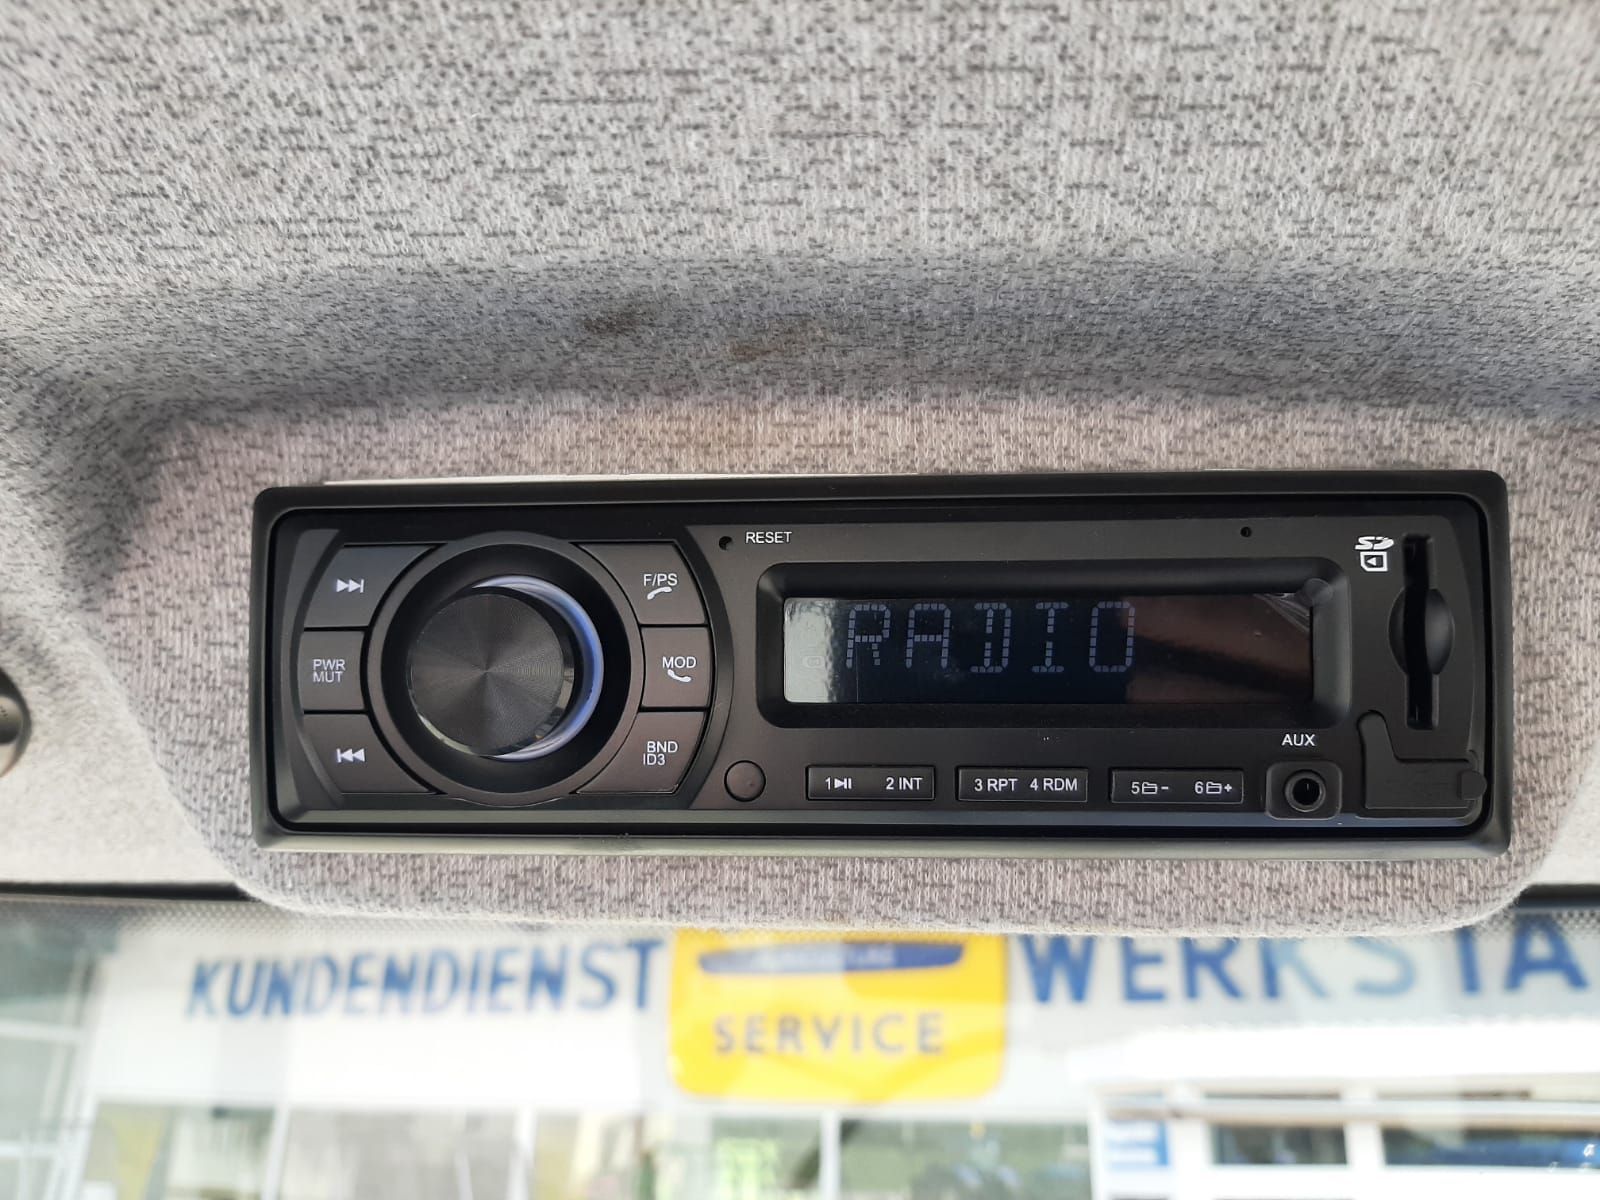 RESET
F/PS
SD
RADIO
PWR
MUT
MOD
BND
ID3
AUX
1 2 INT
3 RPT 4 RDM
5 - 6 +
KUNDENDIENST
SERVICE